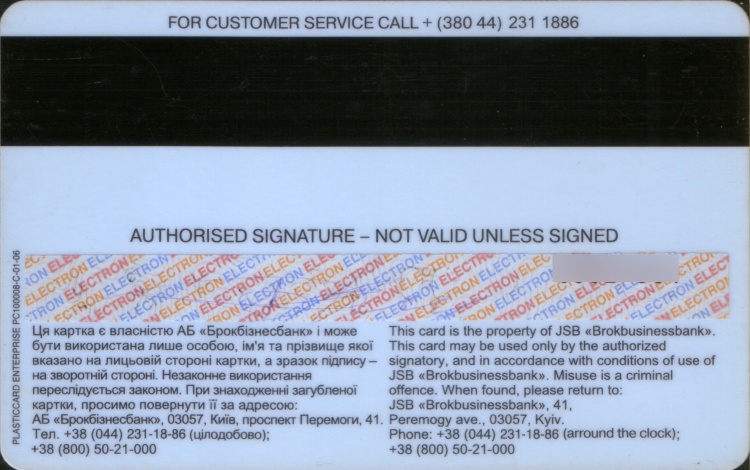 FOR CUSTOMER SERVICE CALL + (380 44) 231 1886
AUTHORISED SIGNATURE – NOT VALID UNLESS SIGNED
ELECTRON ELECTRON ELECTRON ELECTRON ELECTRON
PLASTICCARD ENTERPRISE PC100006-C-01-06
Ця картка є власністю АБ «Брокбізнесбанк» і може
бути використана лише особою, ім'я та прізвище якої
вказано на лицьовій стороні картки, а зразок підпису –
на зворотній стороні. Незаконне використання
переслідується законом. При знаходженні загубленої
картки, просимо повернути її за адресою:
АБ «Брокбізнесбанк», 03057, Київ, проспект Перемоги, 41.
Тел. +38 (044) 231-18-86 (цілодобово);
+38 (800) 50-21-000
This card is the property of JSB «Brokbusinessbank».
This card may be used only by the authorized
signatory, and in accordance with conditions of use of
JSB «Brokbusinessbank». Misuse is a criminal
offence. When found, please return to:
JSB «Brokbusinessbank», 41,
Peremogy ave., 03057, Kyiv.
Phone: +38 (044) 231-18-86 (arround the clock);
+38 (800) 50-21-000